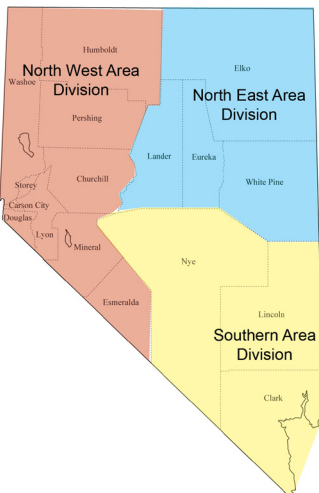 Humboldt
Elko
North West Area
Division
Washoe
North East Area
Division
Pershing
Lander
Eureka
Churchill
White Pine
Storey
Carson City
Douglas
Lyon
Mineral
Nye
Esmeralda
Lincoln
Southern Area
Division
Clark